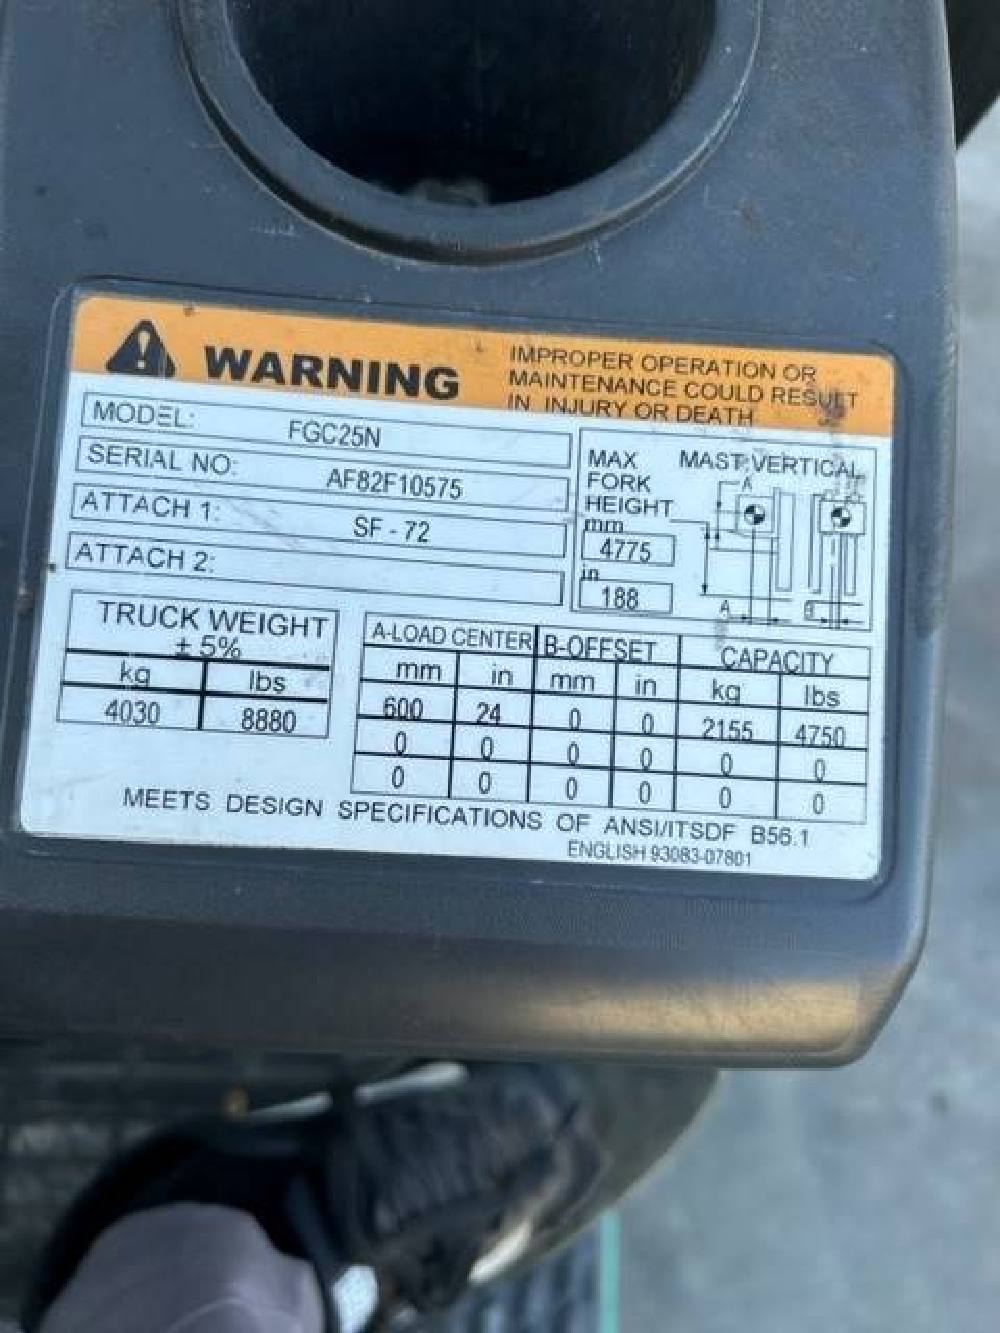 WARNING
IMPROPER OPERATION OR
MAINTENANCE COULD RESULT
IN INJURY OR DEATH
MODEL: FGC25N
SERIAL NO: AF82F10575
ATTACH 1: SF - 72
ATTACH 2:
MAX
FORK
HEIGHT
mm
4775
in
188
MAST VERTICAL
A
A
B
TRUCK WEIGHT
± 5%
kg lbs
4030 8880
A-LOAD CENTER B-OFFSET CAPACITY
mm in mm in kg lbs
600 24 0 0 2155 4750
0 0 0 0 0 0
0 0 0 0 0 0
MEETS DESIGN SPECIFICATIONS OF ANSI/ITSDF B56.1
ENGLISH 93083-07801